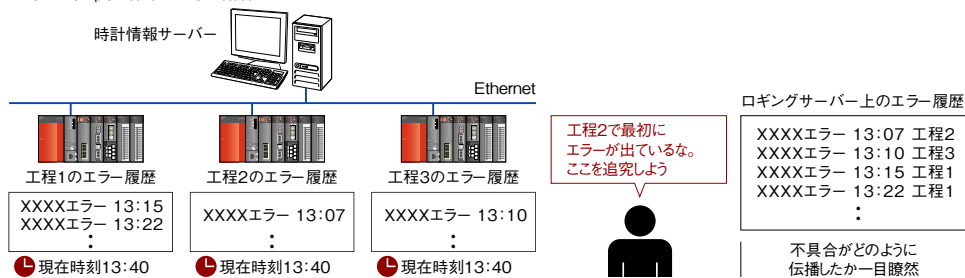 時計情報サーバー
Ethernet
工程1のエラー履歴
XXXXエラー 13:15
XXXXエラー 13:22
:
現在時刻13:40
工程2のエラー履歴
XXXXエラー 13:07
:
現在時刻13:40
工程3のエラー履歴
XXXXエラー 13:10
:
現在時刻13:40
工程2で最初に
エラーが出ているな。
ここを追究しよう
ロギングサーバー上のエラー履歴
XXXXエラー 13:07 工程2
XXXXエラー 13:10 工程3
XXXXエラー 13:15 工程1
XXXXエラー 13:22 工程1
:
不具合がどのように
伝播したか一目瞭然